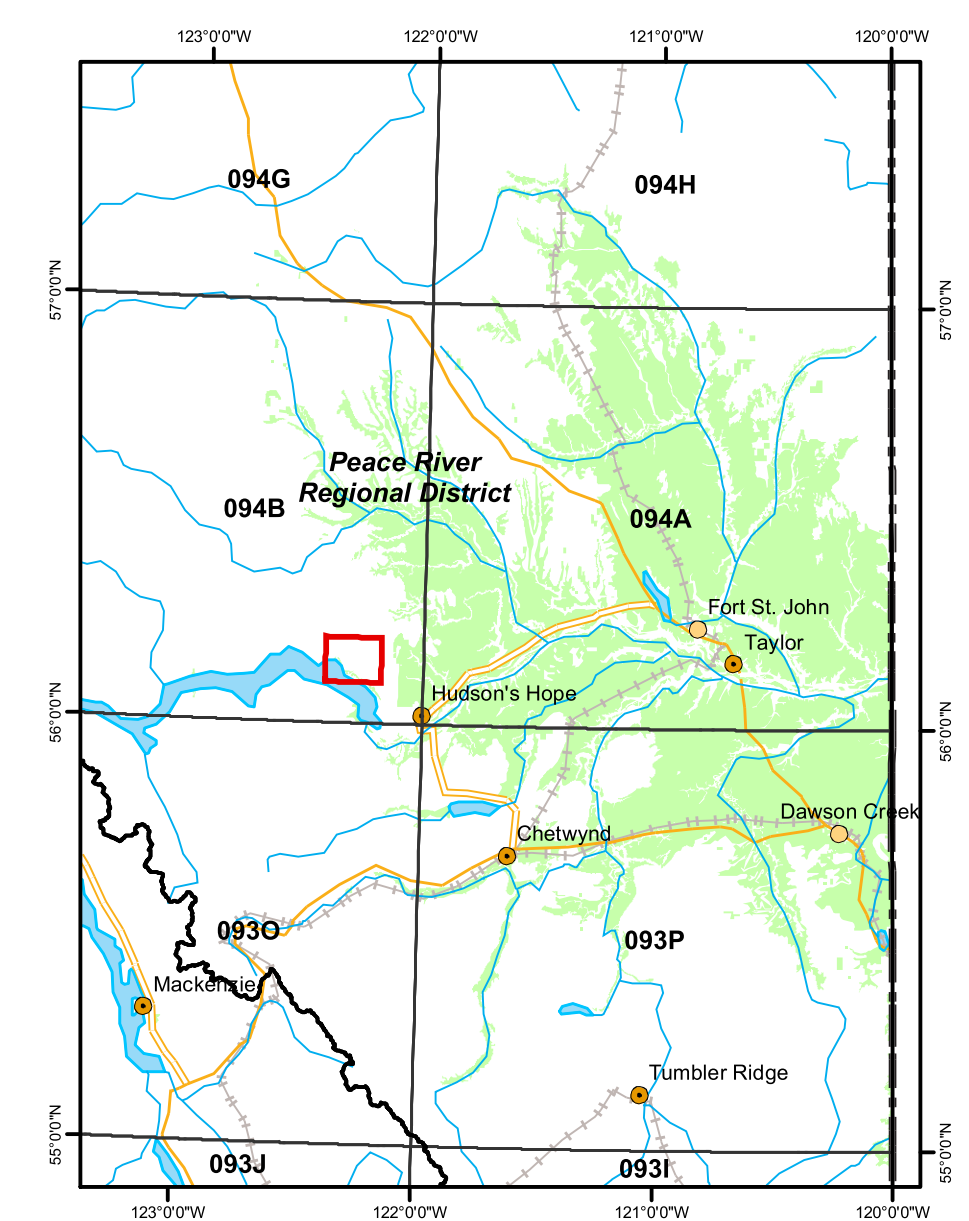 123°0'0"W
122°0'0"W
121°0'0"W
120°0'0"W
094G
094H
57°0'0"N
57°0'0"N
Peace River
Regional District
094B
094A
Fort St. John
Taylor
Hudson's Hope
56°0'0"N
56°0'0"N
Dawson Creek
Chetwynd
093O
093P
Mackenzie
Tumbler Ridge
55°0'0"N
55°0'0"N
093J
093I
123°0'0"W
122°0'0"W
121°0'0"W
120°0'0"W